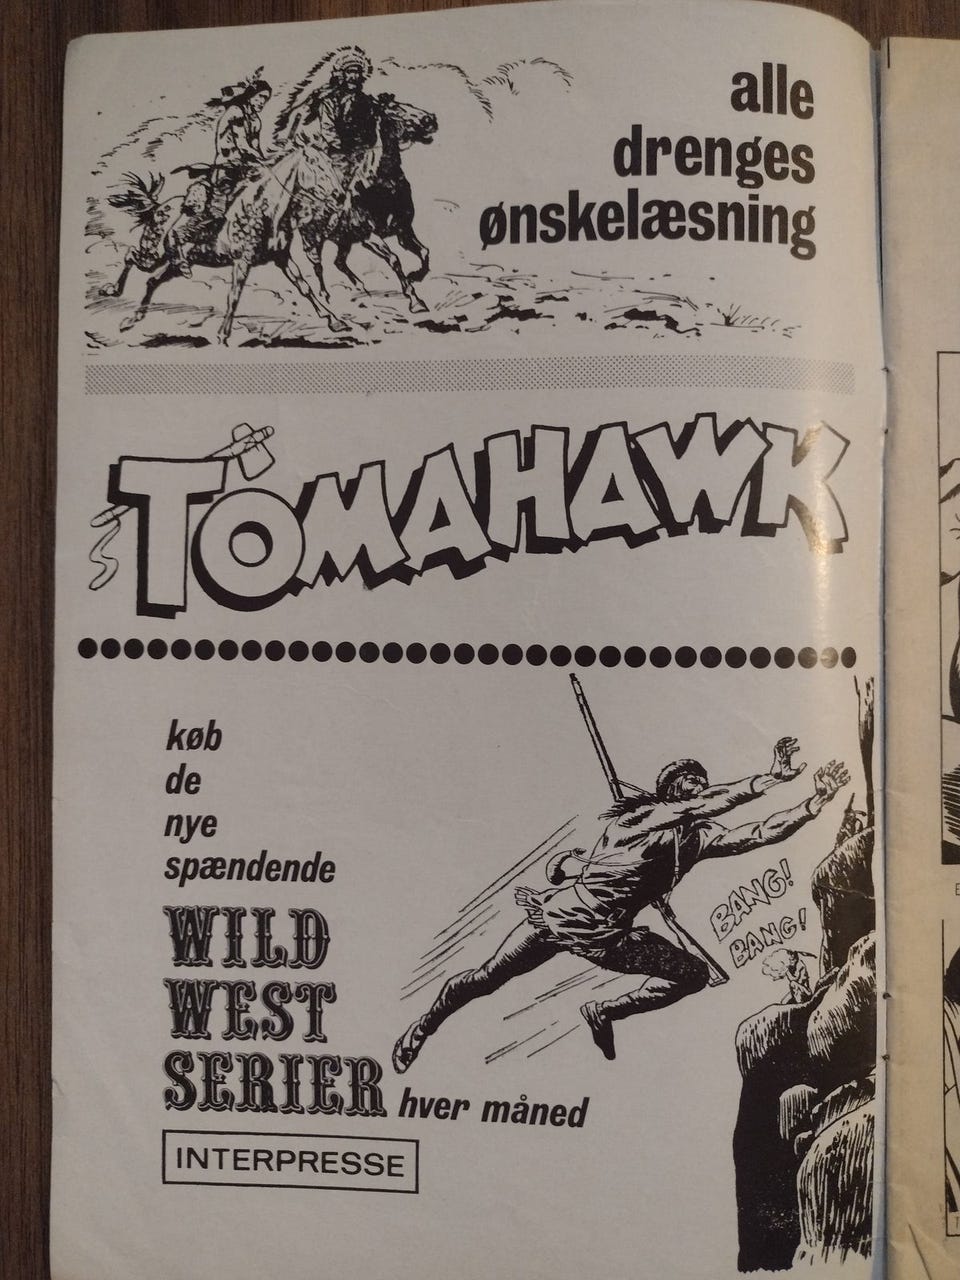 alle
drenges
ønskelæsning
TOMAHAWK
køb
de
nye
spændende
WILD
WEST
SERIER hver måned
BANG!
BANG!
INTERPRESSE